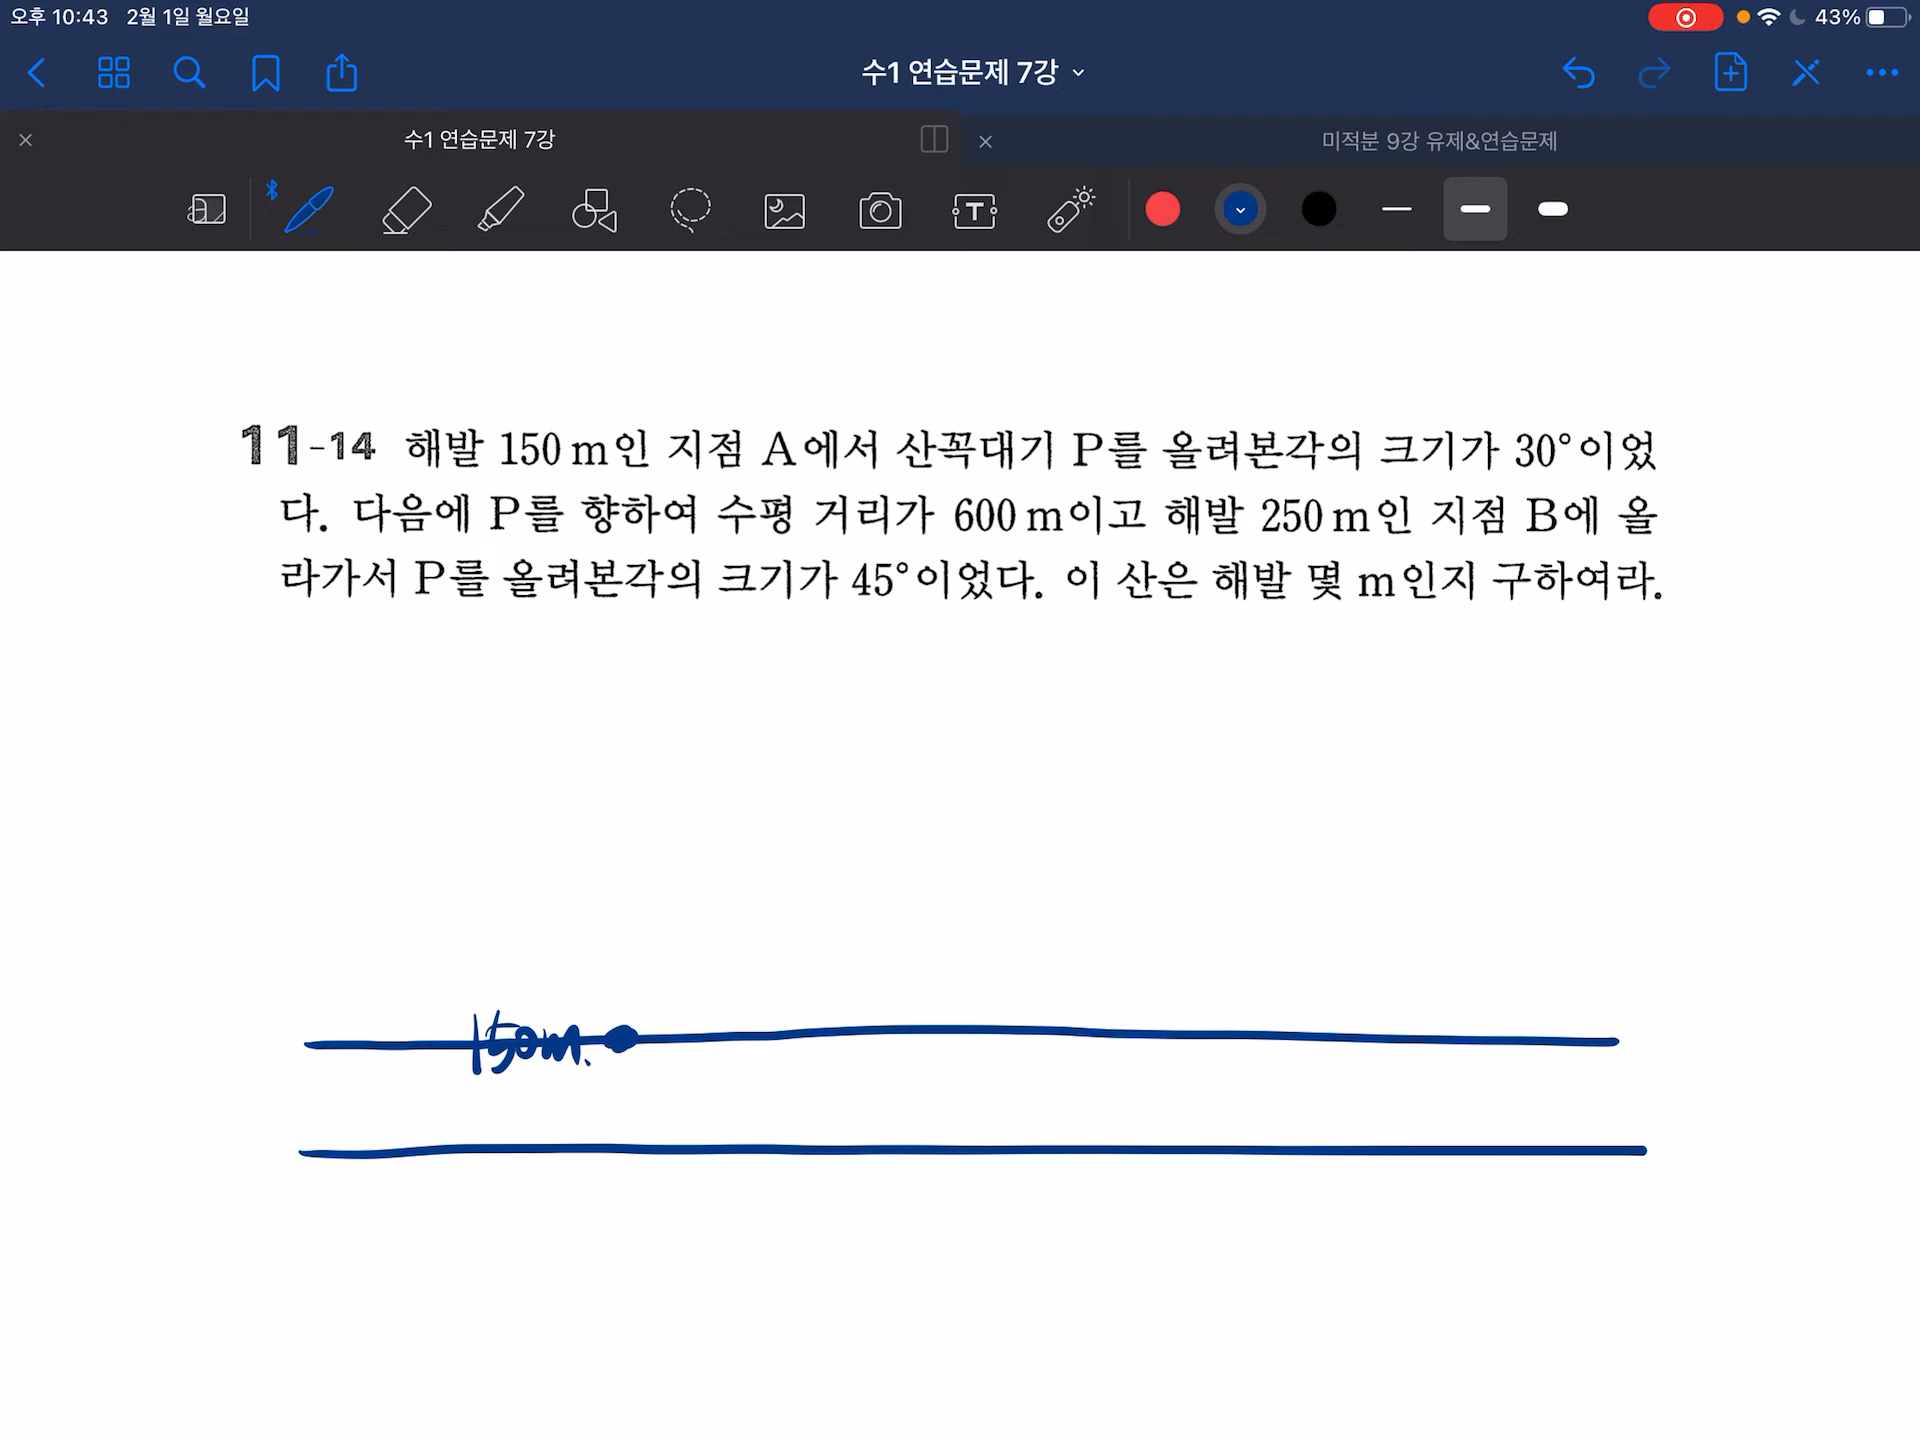 오후 10:43 2월 1일 월요일 43%
수1 연습문제 7강
수1 연습문제 7강 미적분 9강 유제&연습문제
11-14 해발 150 m인 지점 A에서 산꼭대기 P를 올려본각의 크기가 30°이었
다. 다음에 P를 향하여 수평 거리가 600 m이고 해발 250 m인 지점 B에 올
라가서 P를 올려본각의 크기가 45°이었다. 이 산은 해발 몇 m인지 구하여라.
150m.